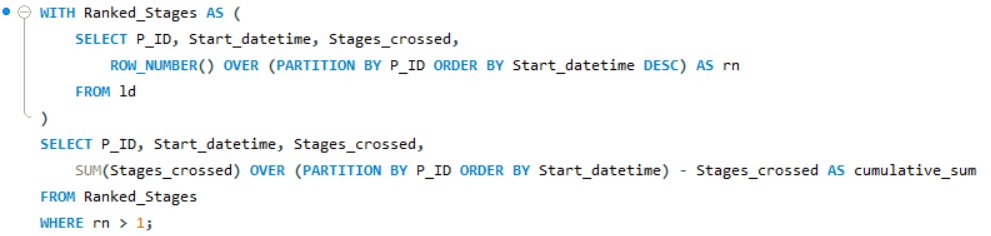 WITH Ranked_Stages AS (
    SELECT P_ID, Start_datetime, Stages_crossed,
        ROW_NUMBER() OVER (PARTITION BY P_ID ORDER BY Start_datetime DESC) AS rn
    FROM ld
)
SELECT P_ID, Start_datetime, Stages_crossed,
    SUM(Stages_crossed) OVER (PARTITION BY P_ID ORDER BY Start_datetime) - Stages_crossed AS cumulative_sum
FROM Ranked_Stages
WHERE rn > 1;